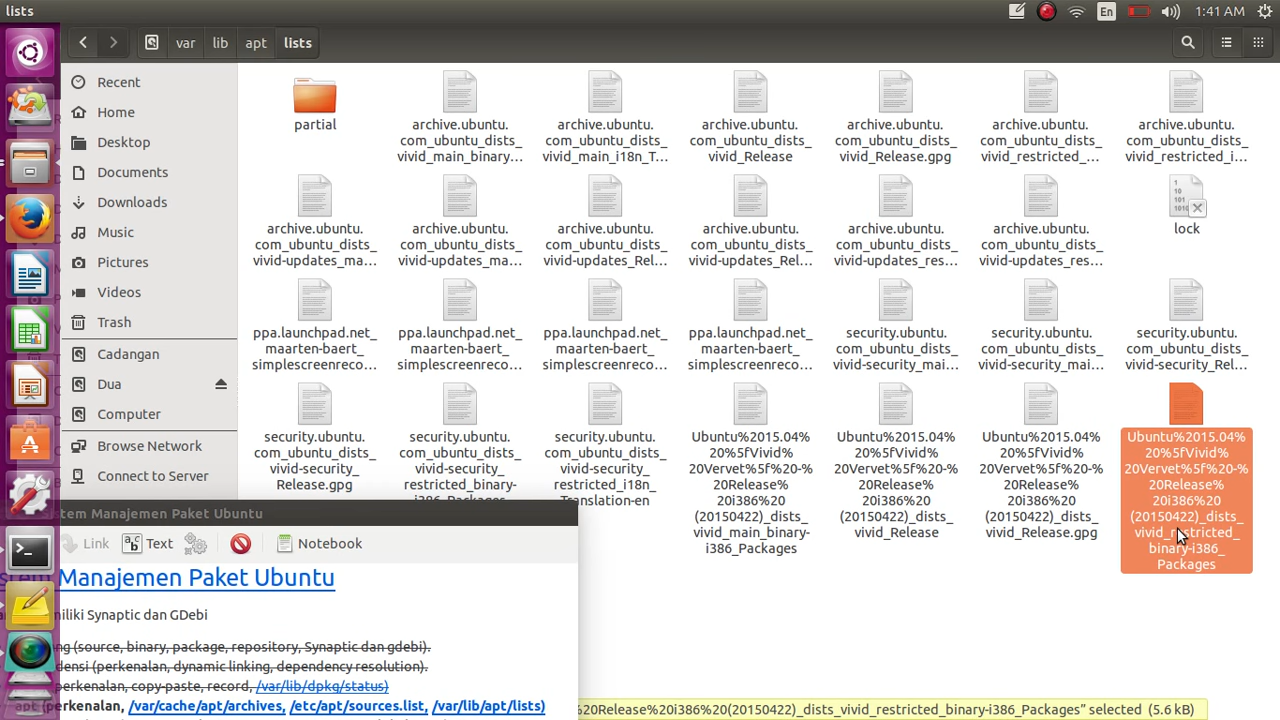 lists
En
1:41 AM
var
lib
apt
lists
Recent
Home
Desktop
Documents
Downloads
Music
Pictures
Videos
Trash
Cadangan
Dua
Computer
Browse Network
Connect to Server
partial
archive.ubuntu.
com_ubuntu_dists_
vivid_main_binary...
archive.ubuntu.
com_ubuntu_dists_
vivid_main_i18n_T...
archive.ubuntu.
com_ubuntu_dists_
vivid_Release
archive.ubuntu.
com_ubuntu_dists_
vivid_Release.gpg
archive.ubuntu.
com_ubuntu_dists_
vivid_restricted_...
archive.ubuntu.
com_ubuntu_dists_
vivid_restricted_i...
archive.ubuntu.
com_ubuntu_dists_
vivid-updates_ma...
archive.ubuntu.
com_ubuntu_dists_
vivid-updates_ma...
archive.ubuntu.
com_ubuntu_dists_
vivid-updates_Rel...
archive.ubuntu.
com_ubuntu_dists_
vivid-updates_Rel...
archive.ubuntu.
com_ubuntu_dists_
vivid-updates_res...
archive.ubuntu.
com_ubuntu_dists_
vivid-updates_res...
lock
ppa.launchpad.net_
maarten-baert_
simplescreenreco...
ppa.launchpad.net_
maarten-baert_
simplescreenreco...
ppa.launchpad.net_
maarten-baert_
simplescreenreco...
ppa.launchpad.net_
maarten-baert_
simplescreenreco...
security.ubuntu.
com_ubuntu_dists_
vivid-security_mai...
security.ubuntu.
com_ubuntu_dists_
vivid-security_mai...
security.ubuntu.
com_ubuntu_dists_
vivid-security_Rel...
security.ubuntu.
com_ubuntu_dists_
vivid-security_
Release.gpg
security.ubuntu.
com_ubuntu_dists_
vivid-security_
restricted_binary-
i386_Packages
security.ubuntu.
com_ubuntu_dists_
vivid-security_
restricted_i18n_
Translation-en
Ubuntu%2015.04%
20%5fVivid%
20Vervet%5f%20-%
20Release%
20i386%20
(20150422)_dists_
vivid_main_binary-
i386_Packages
Ubuntu%2015.04%
20%5fVivid%
20Vervet%5f%20-%
20Release%
20i386%20
(20150422)_dists_
vivid_Release
Ubuntu%2015.04%
20%5fVivid%
20Vervet%5f%20-%
20Release%
20i386%20
(20150422)_dists_
vivid_Release.gpg
Ubuntu%2015.04%
20%5fVivid%
20Vervet%5f%20-%
20Release%
20i386%20
(20150422)_dists_
vivid_restricted_
binary-i386_
Packages
stem Manajemen Paket Ubuntu
Link
Text
Notebook
Manajemen Paket Ubuntu
miliki Synaptic dan GDebi
ng (source, binary, package, repository, Synaptic dan gdebi).
densi (perkenalan, dynamic linking, dependency resolution).
perkenalan, copy-paste, record, /var/lib/dpkg/status)
apt (perkenalan, /var/cache/apt/archives, /etc/apt/sources.list, /var/lib/apt/lists)
%20Release%20i386%20(20150422)_dists_vivid_restricted_binary-i386_Packages" selected (5.6 kB)